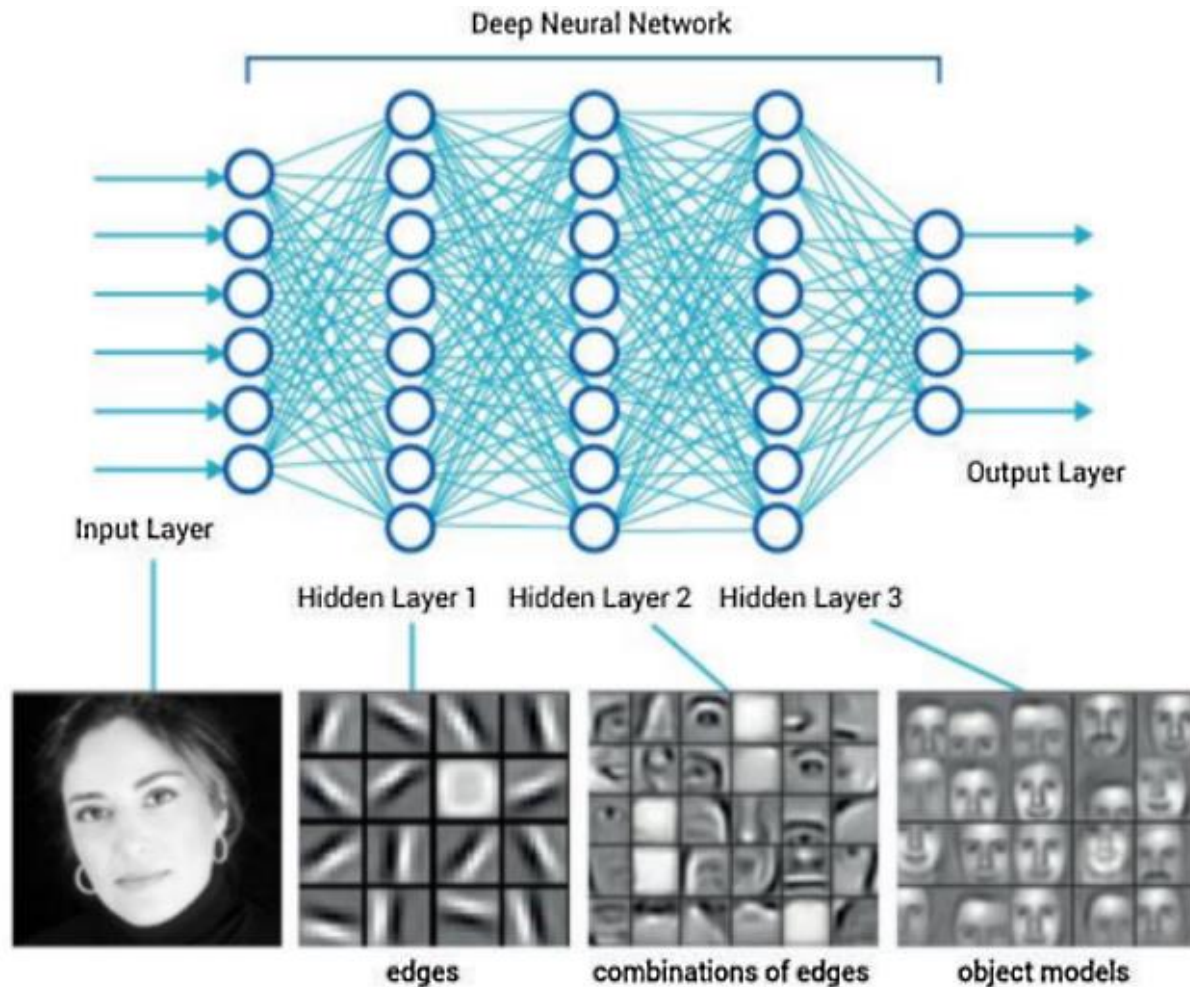 Deep Neural Network
Output Layer
Input Layer
Hidden Layer 1
Hidden Layer 2
Hidden Layer 3
edges
combinations of edges
object models